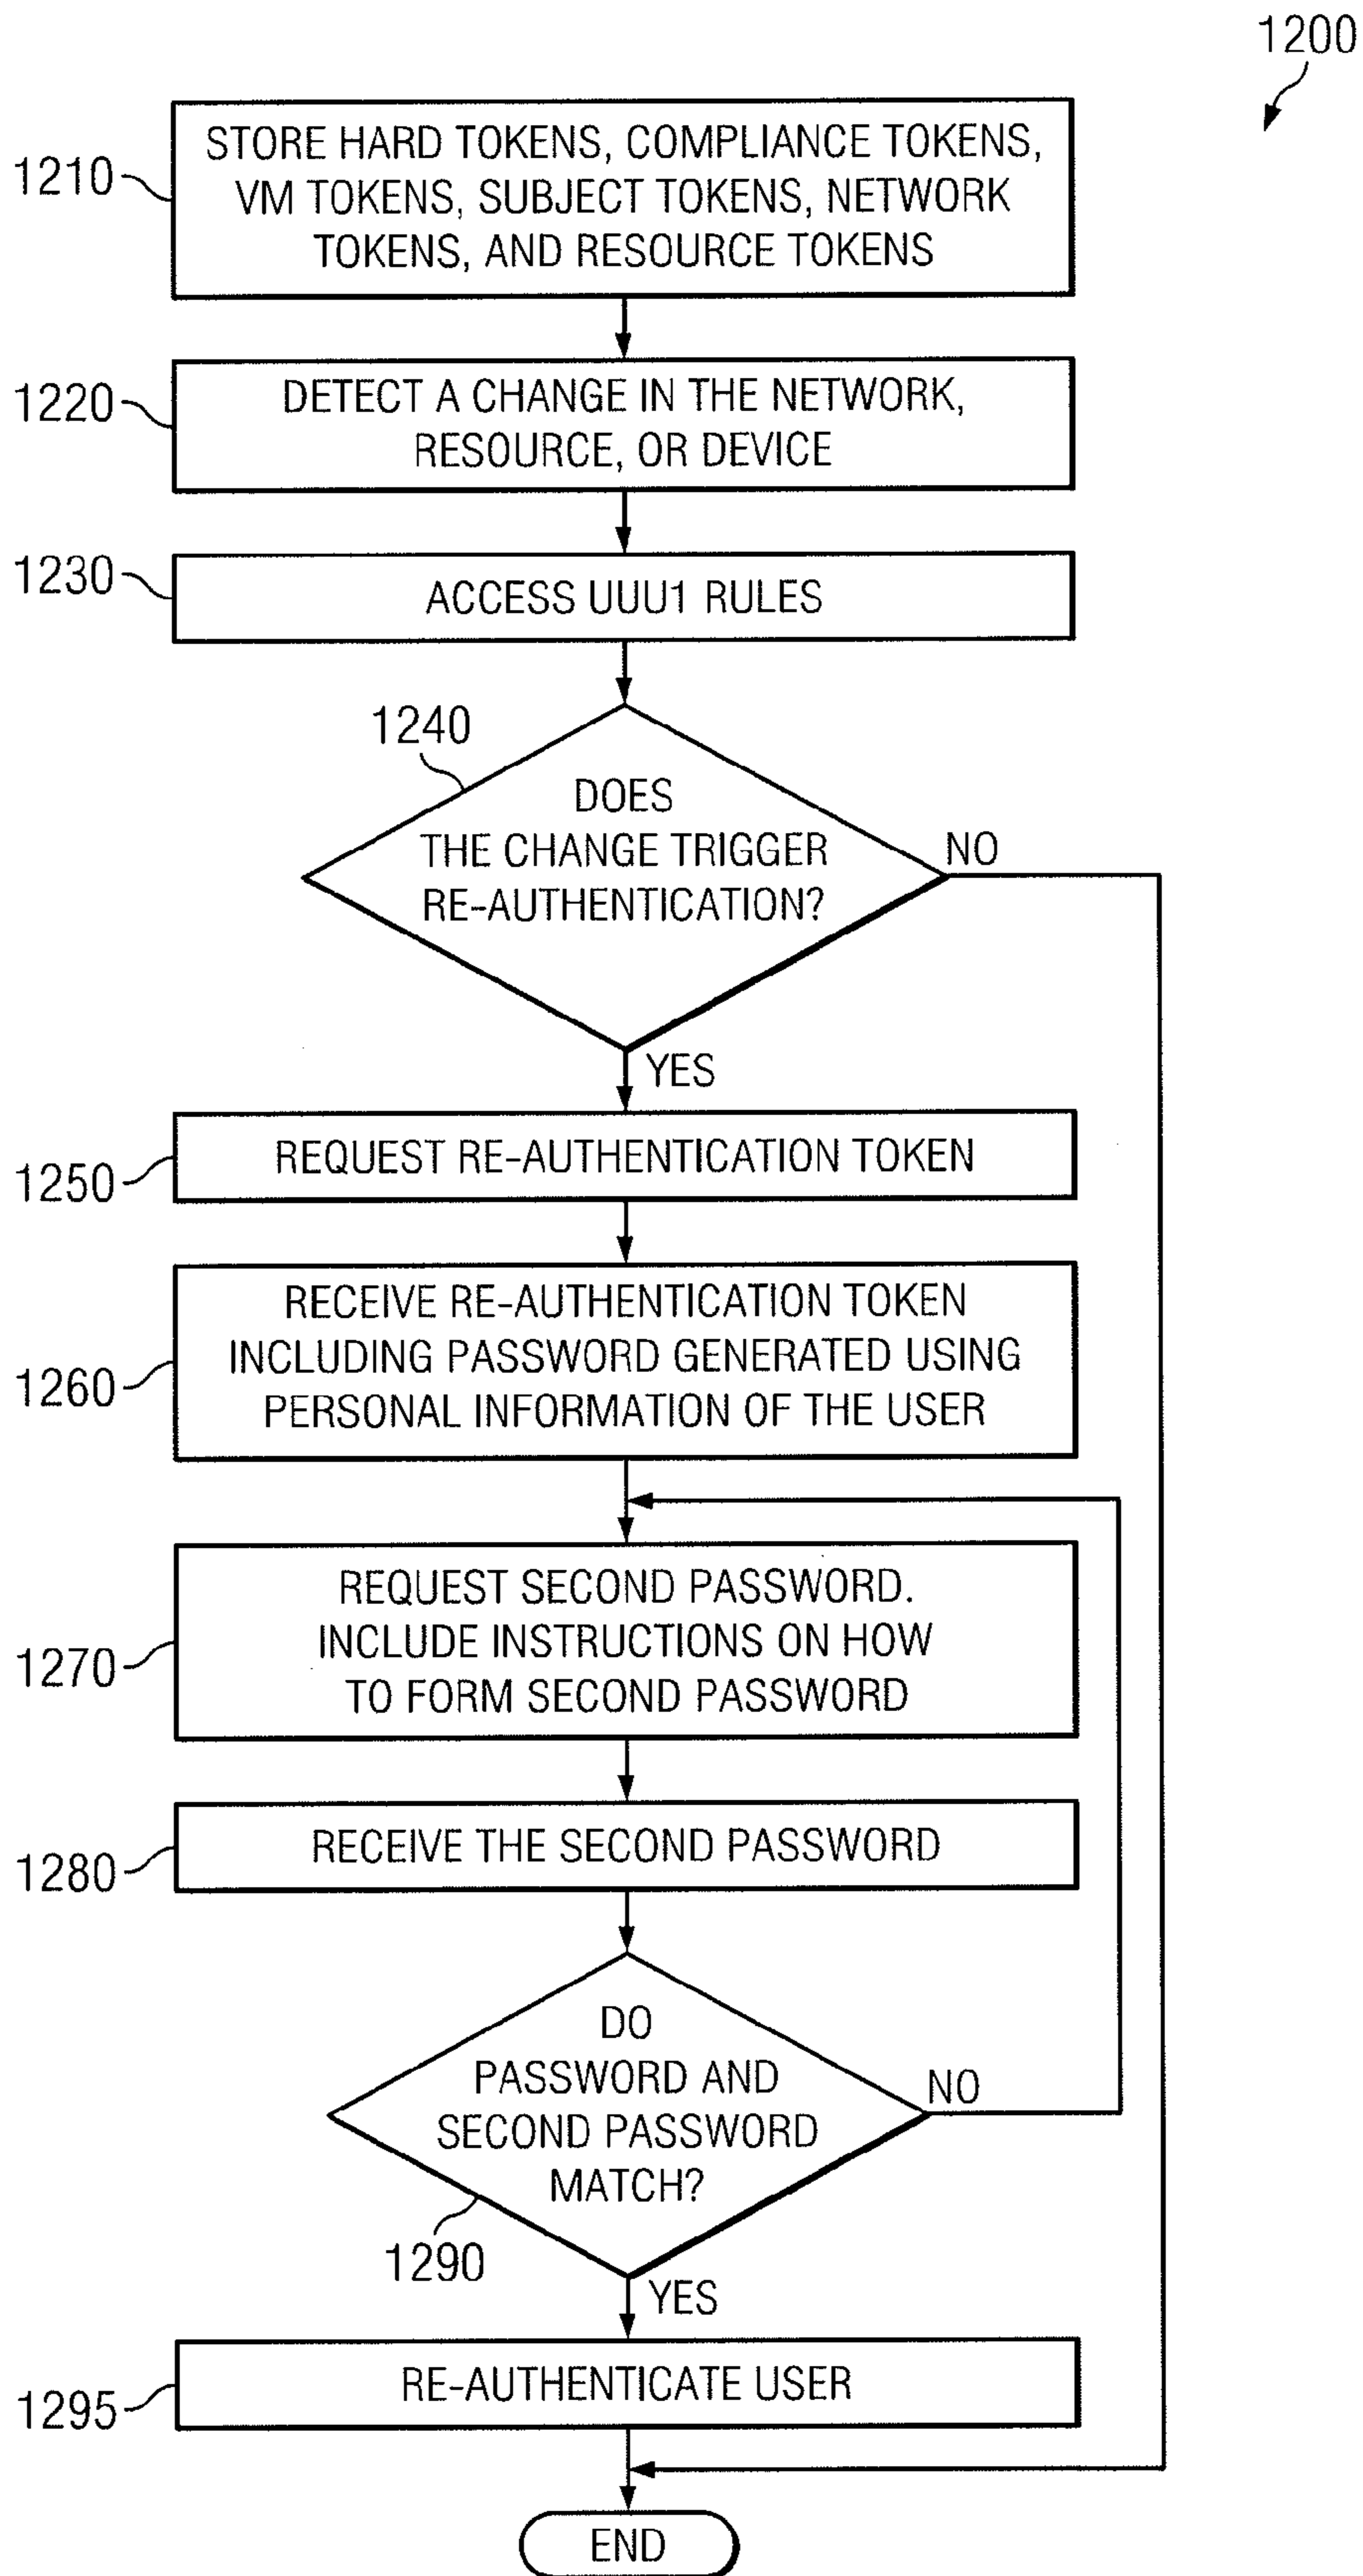 1200
1210
STORE HARD TOKENS, COMPLIANCE TOKENS,
VM TOKENS, SUBJECT TOKENS, NETWORK
TOKENS, AND RESOURCE TOKENS
1220
DETECT A CHANGE IN THE NETWORK,
RESOURCE, OR DEVICE
1230
ACCESS UUU1 RULES
1240
DOES
THE CHANGE TRIGGER
RE-AUTHENTICATION?
NO
YES
1250
REQUEST RE-AUTHENTICATION TOKEN
1260
RECEIVE RE-AUTHENTICATION TOKEN
INCLUDING PASSWORD GENERATED USING
PERSONAL INFORMATION OF THE USER
1270
REQUEST SECOND PASSWORD.
INCLUDE INSTRUCTIONS ON HOW
TO FORM SECOND PASSWORD
1280
RECEIVE THE SECOND PASSWORD
DO
PASSWORD AND
SECOND PASSWORD
MATCH?
NO
1290
YES
1295
RE-AUTHENTICATE USER
END